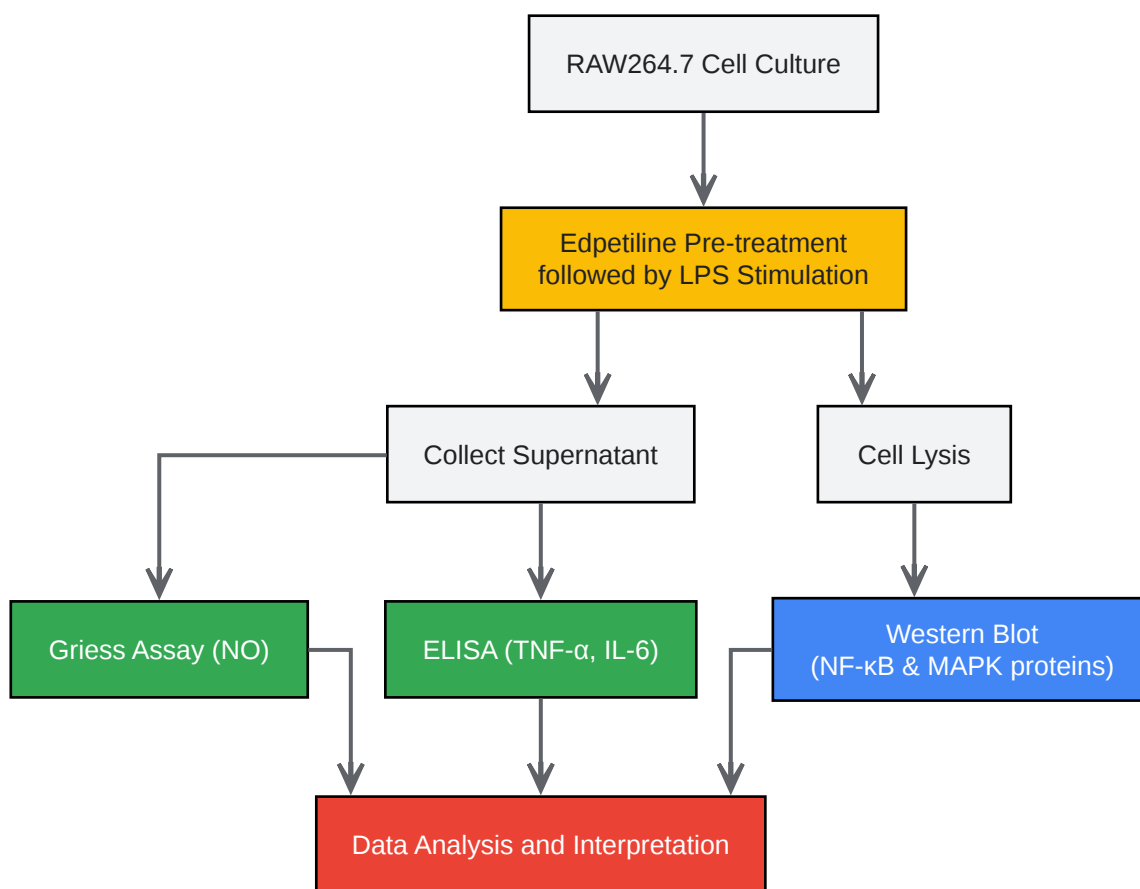 RAW264.7 Cell Culture
Edpetiline Pre-treatment
followed by LPS Stimulation
Collect Supernatant
Cell Lysis
Griess Assay (NO)
ELISA (TNF-α, IL-6)
Western Blot
(NF-κB & MAPK proteins)
Data Analysis and Interpretation